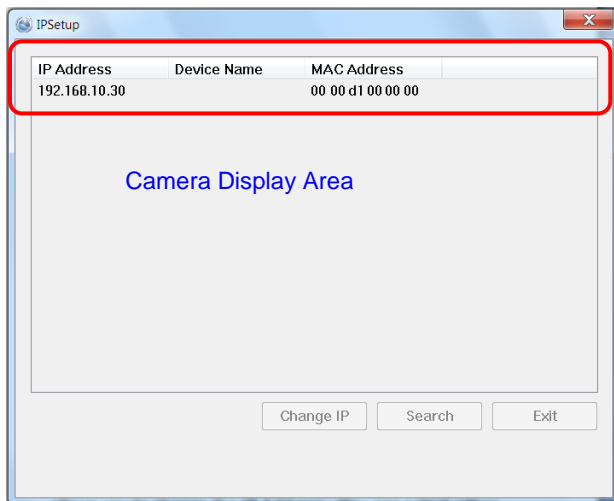 IPSetup
IP Address Device Name MAC Address
192.168.10.30 00 00 d1 00 00 00
Camera Display Area
Change IP Search Exit